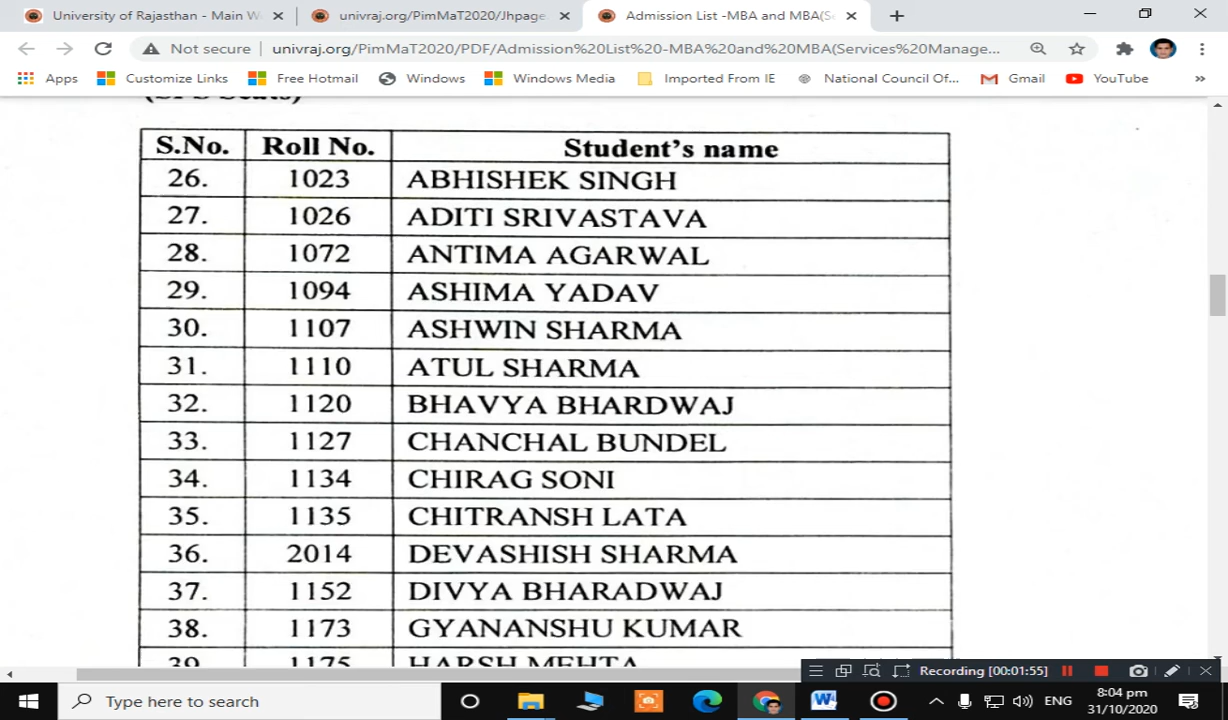 University of Rajasthan - Main W
univraj.org/PimMaT2020/Jhpage
Admission List -MBA and MBA(S
Not secure univraj.org/PimMaT2020/PDF/Admission%20List%20-MBA%20and%20MBA(Services%20Manage...
Apps Customize Links Free Hotmail Windows Windows Media Imported From IE National Council Of... Gmail YouTube »
(SFS Seats)
S.No. Roll No. Student's name
26. 1023 ABHISHEK SINGH
27. 1026 ADITI SRIVASTAVA
28. 1072 ANTIMA AGARWAL
29. 1094 ASHIMA YADAV
30. 1107 ASHWIN SHARMA
31. 1110 ATUL SHARMA
32. 1120 BHAVYA BHARDWAJ
33. 1127 CHANCHAL BUNDEL
34. 1134 CHIRAG SONI
35. 1135 CHITRANSH LATA
36. 2014 DEVASHISH SHARMA
37. 1152 DIVYA BHARADWAJ
38. 1173 GYANANSHU KUMAR
39. 1175 HARSH MEHTA
Recording [00:01:55]
Type here to search
ENG
8:04 pm
31/10/2020